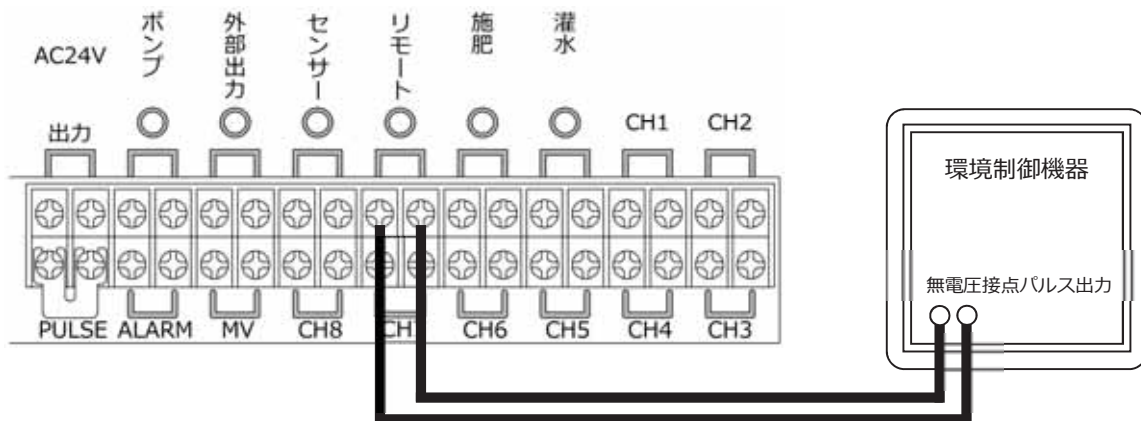 AC24V
出力
ポンプ
外部出力
センサー
リモート
施肥
灌水
CH1
CH2
PULSE
ALARM
MV
CH8
CH7
CH6
CH5
CH4
CH3
環境制御機器
無電圧接点パルス出力